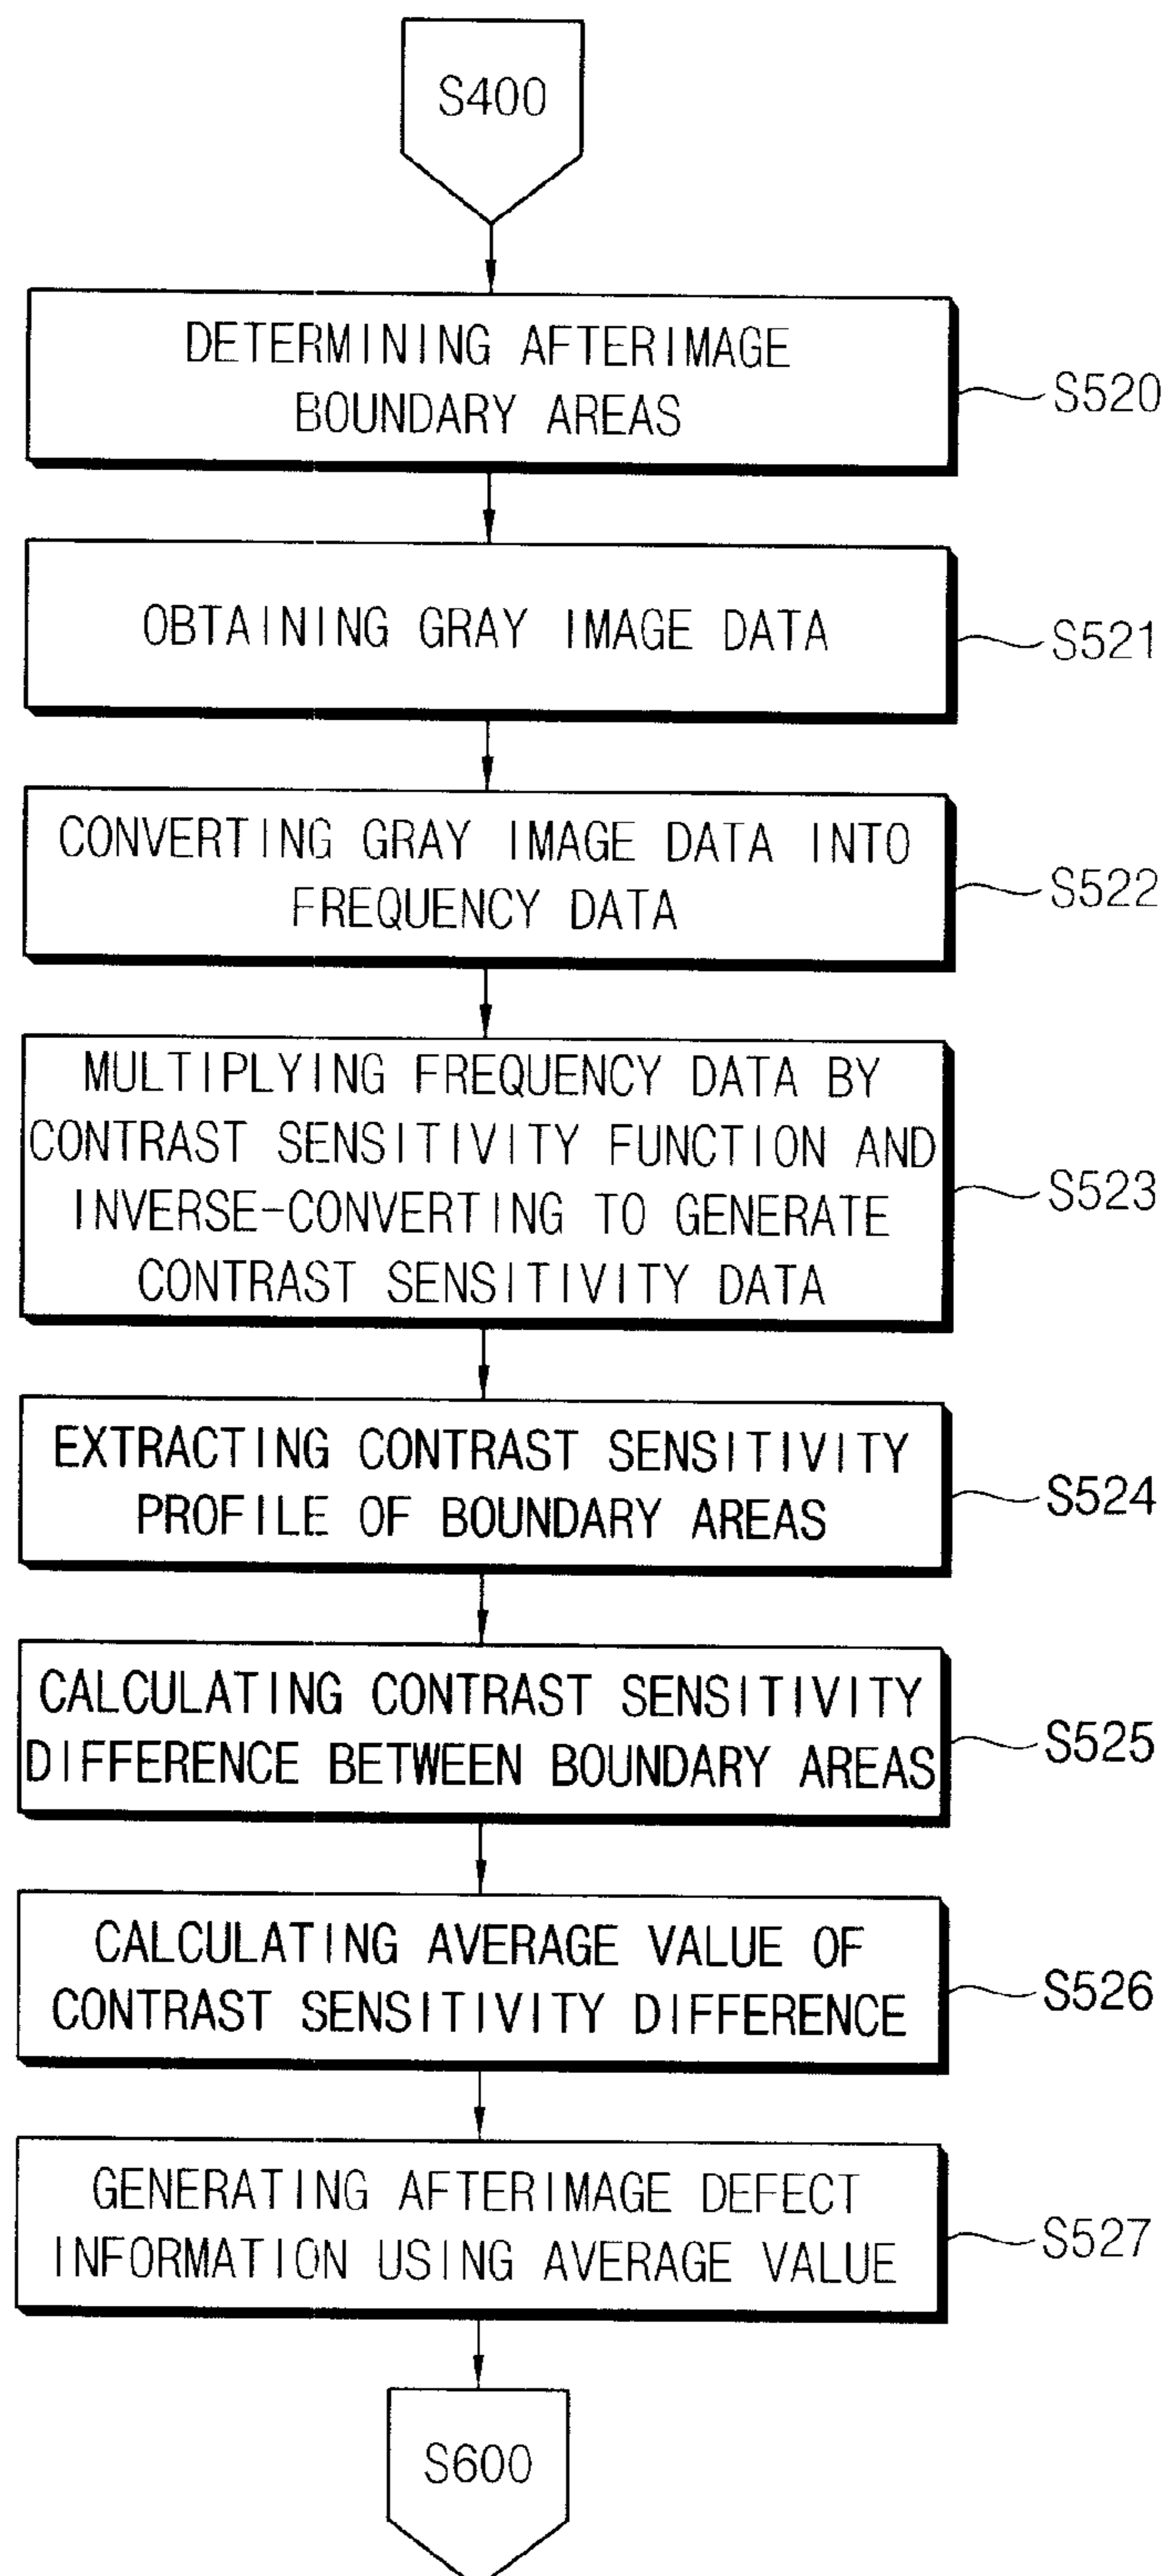 S400
DETERMINING AFTERIMAGE
BOUNDARY AREAS
S520
OBTAINING GRAY IMAGE DATA
S521
CONVERTING GRAY IMAGE DATA INTO
FREQUENCY DATA
S522
MULTIPLYING FREQUENCY DATA BY
CONTRAST SENSITIVITY FUNCTION AND
INVERSE-CONVERTING TO GENERATE
CONTRAST SENSITIVITY DATA
S523
EXTRACTING CONTRAST SENSITIVITY
PROFILE OF BOUNDARY AREAS
S524
CALCULATING CONTRAST SENSITIVITY
DIFFERENCE BETWEEN BOUNDARY AREAS
S525
CALCULATING AVERAGE VALUE OF
CONTRAST SENSITIVITY DIFFERENCE
S526
GENERATING AFTERIMAGE DEFECT
INFORMATION USING AVERAGE VALUE
S527
S600